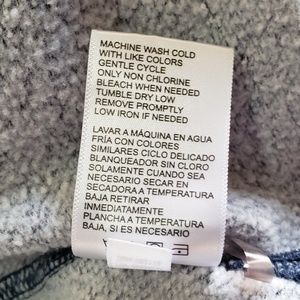 MACHINE WASH COLD
WITH LIKE COLORS
GENTLE CYCLE
ONLY NON CHLORINE
BLEACH WHEN NEEDED
TUMBLE DRY LOW
REMOVE PROMPTLY
LOW IRON IF NEEDED
LAVAR A MÁQUINA EN AGUA
FRÍA CON COLORES
SIMILARES CICLO DELICADO
BLANQUEADOR SIN CLORO
SOLAMENTE CUANDO SEA
NECESARIO SECAR EN
SECADORA A TEMPERATURA
BAJA RETIRAR
INMEDIATAMENTE
PLANCHA A TEMPERATURA
BAJA, SI ES NECESARIO